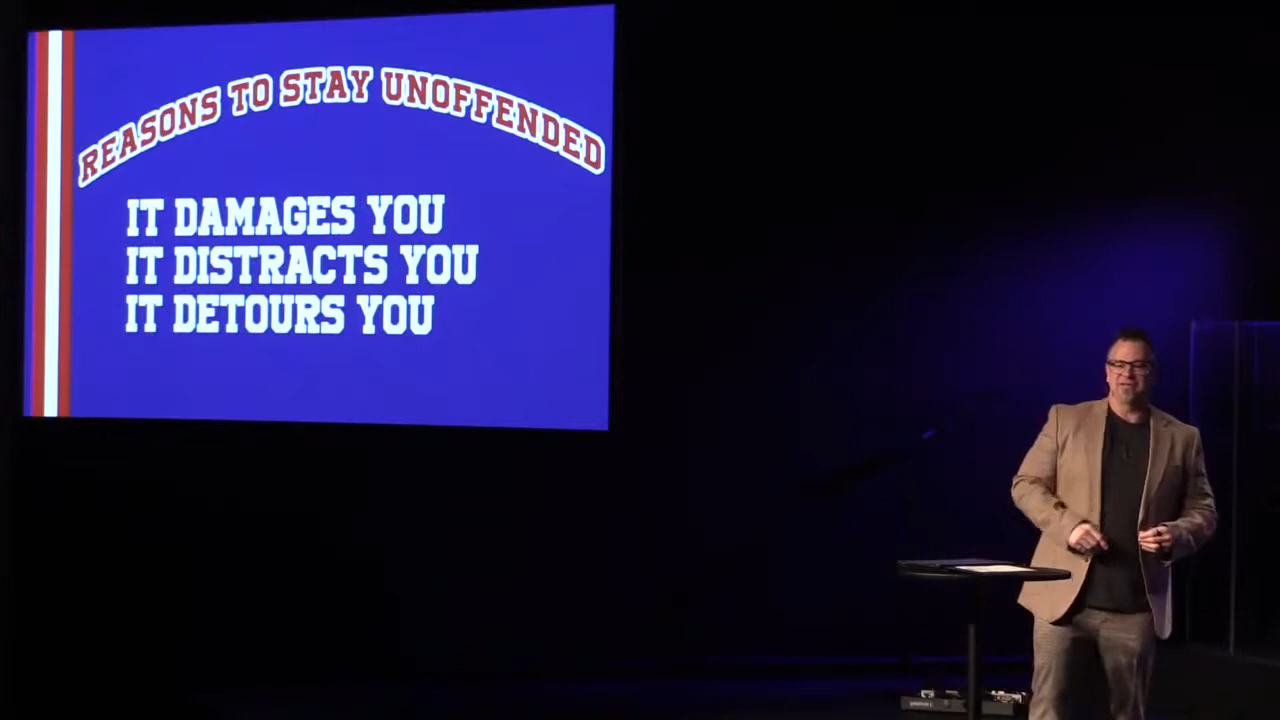 REASONS TO STAY UNOFFENDED
IT DAMAGES YOU
IT DISTRACTS YOU
IT DETOURS YOU